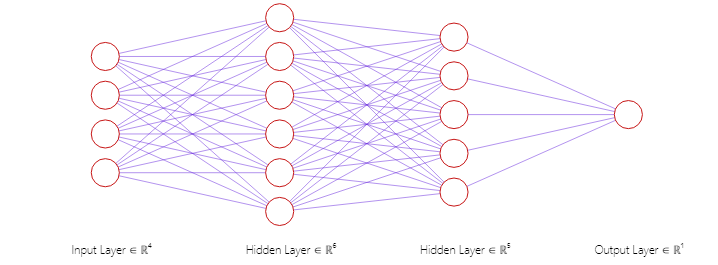 Input Layer ∈ ℝ⁴
Hidden Layer ∈ ℝ⁶
Hidden Layer ∈ ℝ⁵
Output Layer ∈ ℝ¹